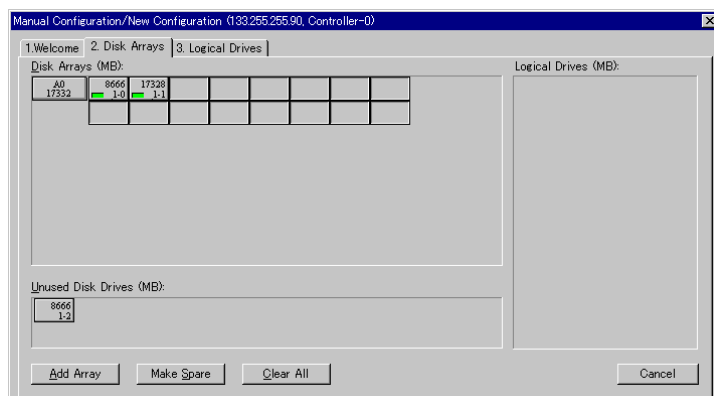 Manual Configuration/New Configuration (133.255.255.90, Controller-0)
1.Welcome 2. Disk Arrays 3. Logical Drives
Disk Arrays (MB):
Logical Drives (MB):
A0 8666 17328
17332 1-0 1-1
Unused Disk Drives (MB):
8666
1-2
Add Array Make Spare Clear All Cancel